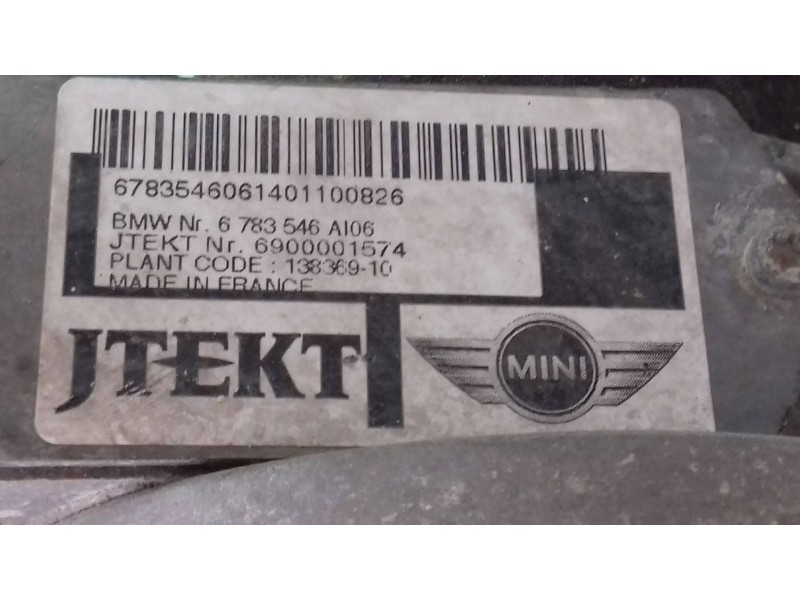 6783546061401100826
BMW Nr. 6 783 546 AI06
JTEKT Nr. 6900001574
PLANT CODE : 138369-10
MADE IN FRANCE
JTEKT
MINI